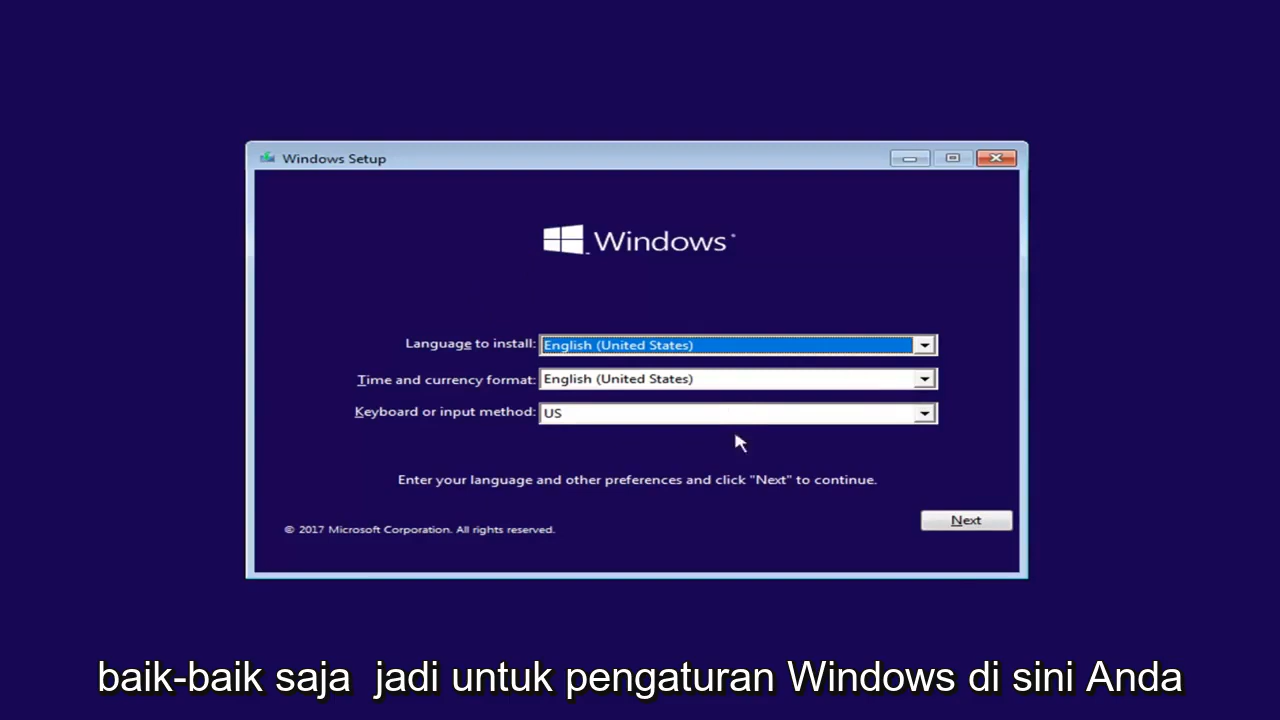 Windows Setup
Windows
Language to install: English (United States)
Time and currency format: English (United States)
Keyboard or input method: US
Enter your language and other preferences and click "Next" to continue.
Next
© 2017 Microsoft Corporation. All rights reserved.
baik-baik saja jadi untuk pengaturan Windows di sini Anda